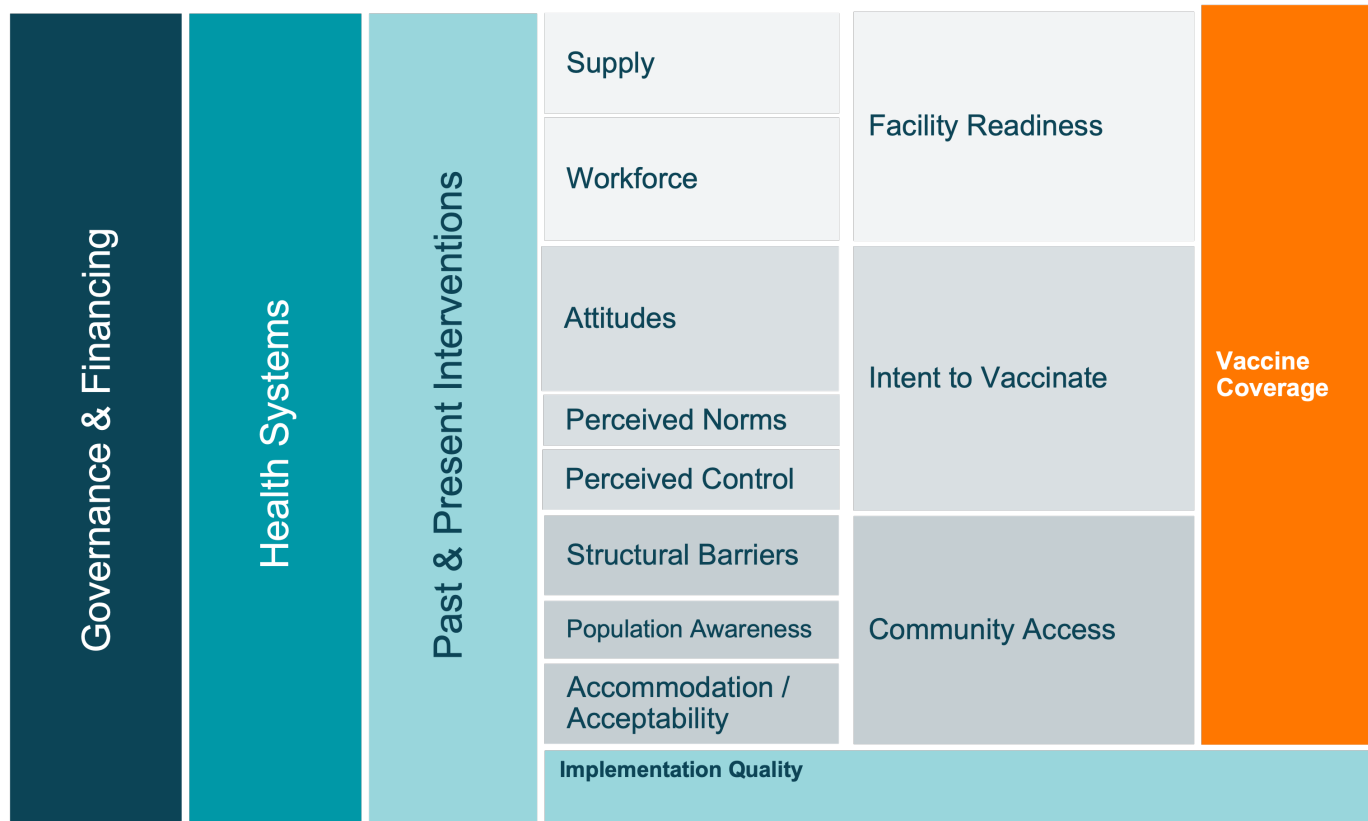 Governance & Financing
Health Systems
Past & Present Interventions
Supply
Workforce
Attitudes
Perceived Norms
Perceived Control
Structural Barriers
Population Awareness
Accommodation /
Acceptability
Facility Readiness
Intent to Vaccinate
Community Access
Vaccine
Coverage
Implementation Quality